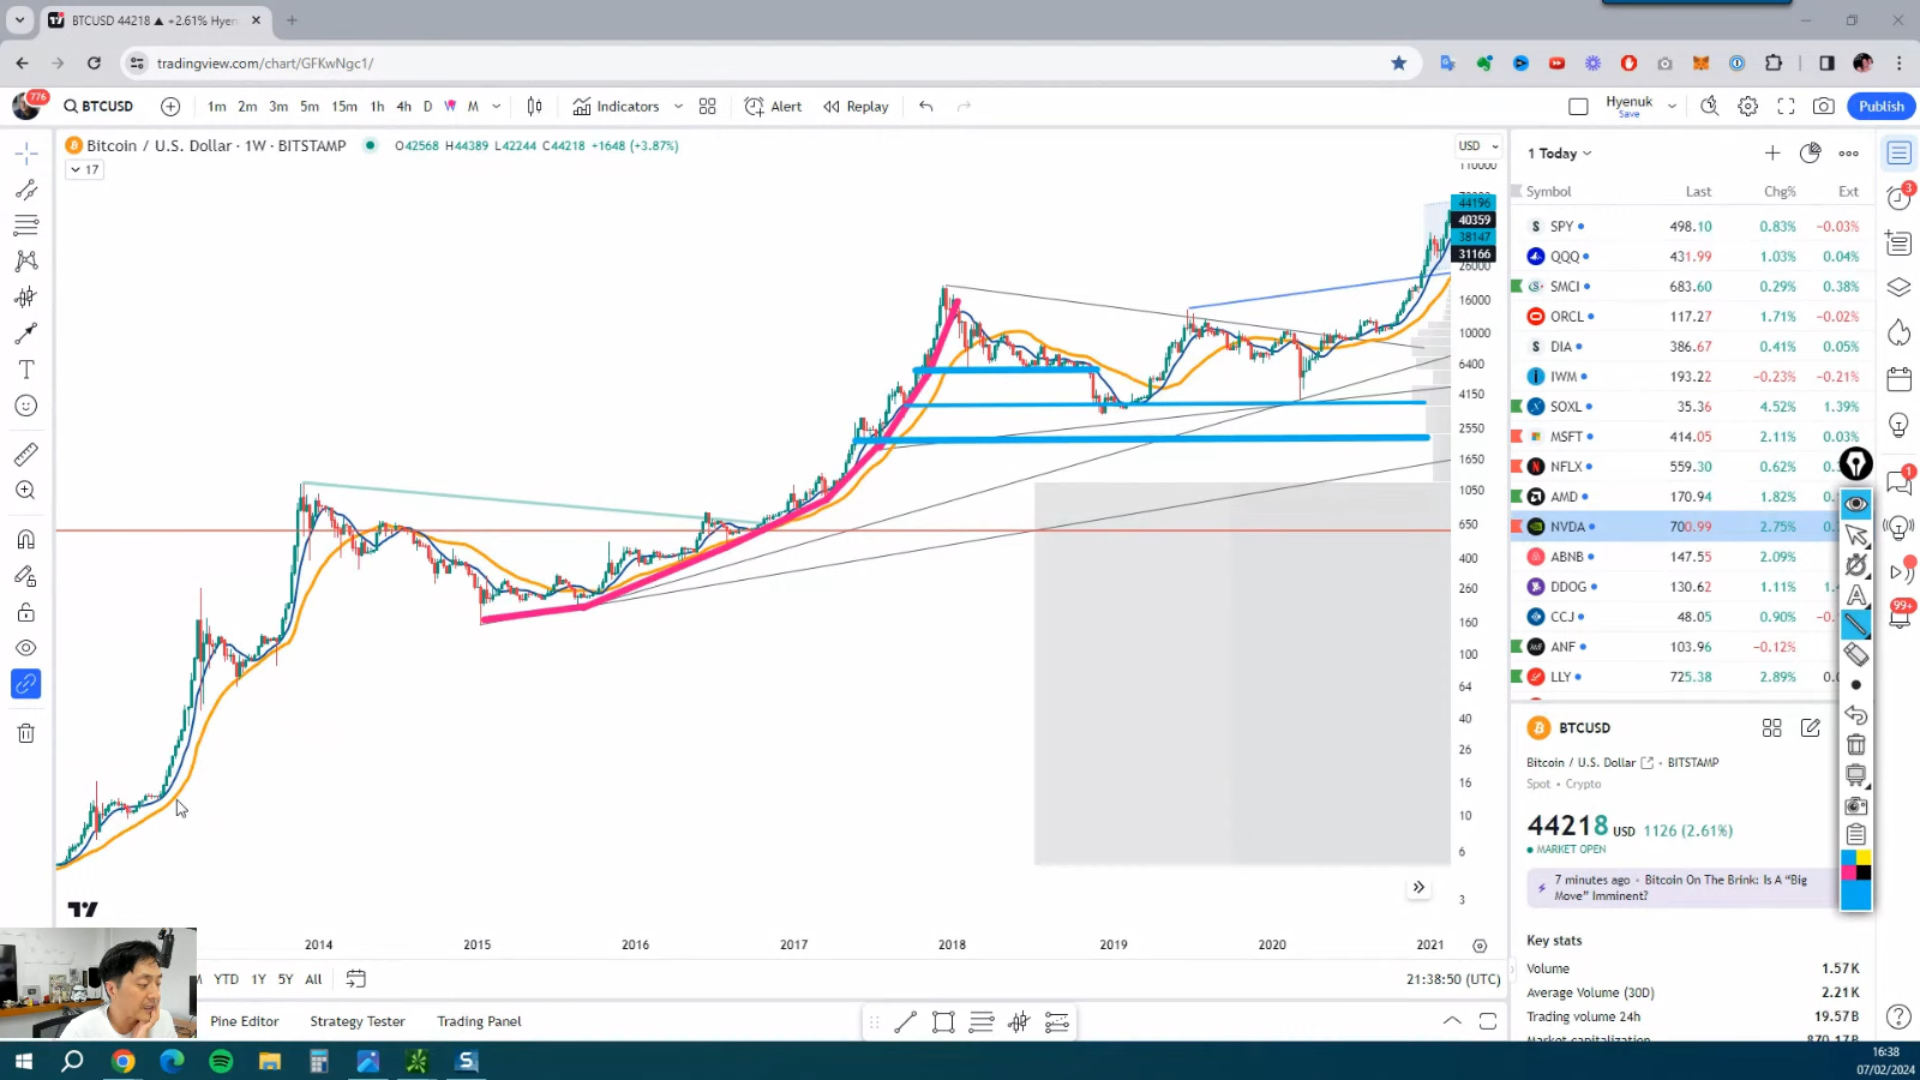 BTCUSD 44218 ▲ +2.61% Hyen
tradingview.com/chart/GFKwNgc1/
776
BTCUSD
1m 2m 3m 5m 15m 1h 4h D W M
Indicators
Alert
Replay
Hyenuk
Save
Publish
Bitcoin / U.S. Dollar · 1W · BITSTAMP
O42568 H44389 L42244 C44218 +1648 (+3.87%)
17
USD
110000
44196
40359
38147
31166
26000
16000
10000
6400
4150
2550
1650
1050
650
400
260
160
100
64
40
26
16
10
6
3
2014 2015 2016 2017 2018 2019 2020 2021
YTD 1Y 5Y All
21:38:50 (UTC)
Pine Editor Strategy Tester Trading Panel
1 Today
Symbol Last Chg% Ext
SPY 498.10 0.83% −0.03%
QQQ 431.99 1.03% 0.04%
SMCI 683.60 0.29% 0.38%
ORCL 117.27 1.71% −0.02%
DIA 386.67 0.41% 0.05%
IWM 193.22 −0.23% −0.21%
SOXL 35.36 4.52% 1.39%
MSFT 414.05 2.11% 0.03%
NFLX 559.30 0.62%
AMD 170.94 1.82%
NVDA 700.99 2.75%
ABNB 147.55 2.09%
DDOG 130.62 1.11%
CCJ 48.05 0.90%
ANF 103.96 −0.12%
LLY 725.38 2.89%
3
1
99+
BTCUSD
Bitcoin / U.S. Dollar · BITSTAMP
Spot · Crypto
44218 USD 1126 (2.61%)
MARKET OPEN
7 minutes ago · Bitcoin On The Brink: Is A “Big
Move” Imminent?
Key stats
Volume 1.57K
Average Volume (30D) 2.21K
Trading volume 24h 19.57B
Market capitalization 870.17B
16:38
07/02/2024